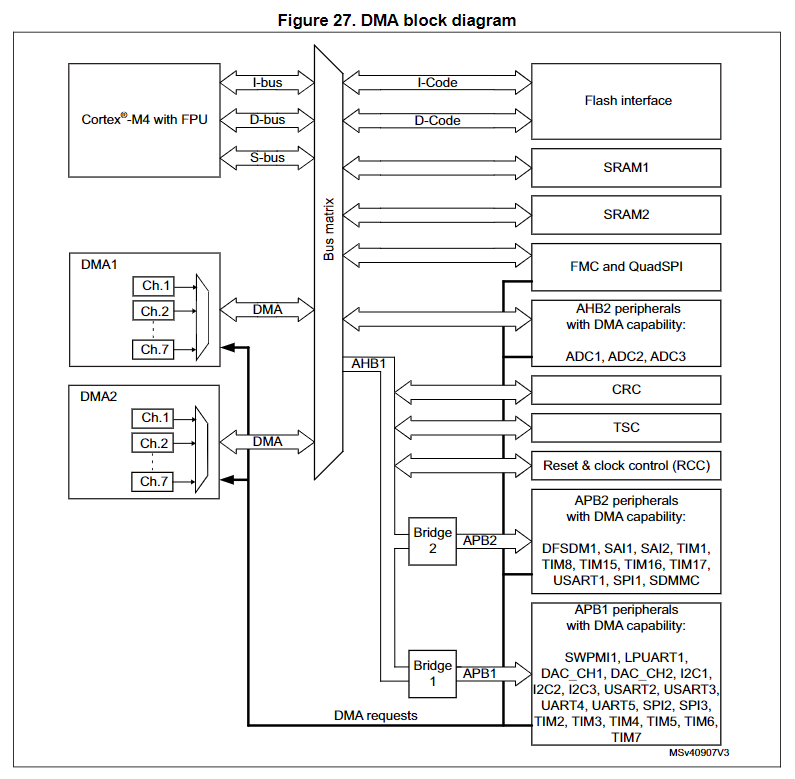 Figure 27. DMA block diagram
Cortex®-M4 with FPU
I-bus
D-bus
S-bus
Bus matrix
I-Code
D-Code
Flash interface
SRAM1
SRAM2
FMC and QuadSPI
DMA1
Ch.1
Ch.2
Ch.7
DMA
AHB2 peripherals
with DMA capability:
ADC1, ADC2, ADC3
AHB1
DMA2
Ch.1
Ch.2
Ch.7
DMA
CRC
TSC
Reset & clock control (RCC)
Bridge
2
APB2
APB2 peripherals
with DMA capability:
DFSDM1, SAI1, SAI2, TIM1,
TIM8, TIM15, TIM16, TIM17,
USART1, SPI1, SDMMC
Bridge
1
APB1
APB1 peripherals
with DMA capability:
SWPMI1, LPUART1,
DAC_CH1, DAC_CH2, I2C1,
I2C2, I2C3, USART2, USART3,
UART4, UART5, SPI2, SPI3,
TIM2, TIM3, TIM4, TIM5, TIM6,
TIM7
DMA requests
MSv40907V3